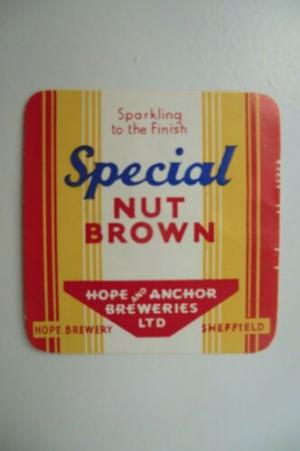 Sparkling
to the Finish
Special
NUT
BROWN
HOPE AND ANCHOR
BREWERIES
LTD
HOPE BREWERY SHEFFIELD